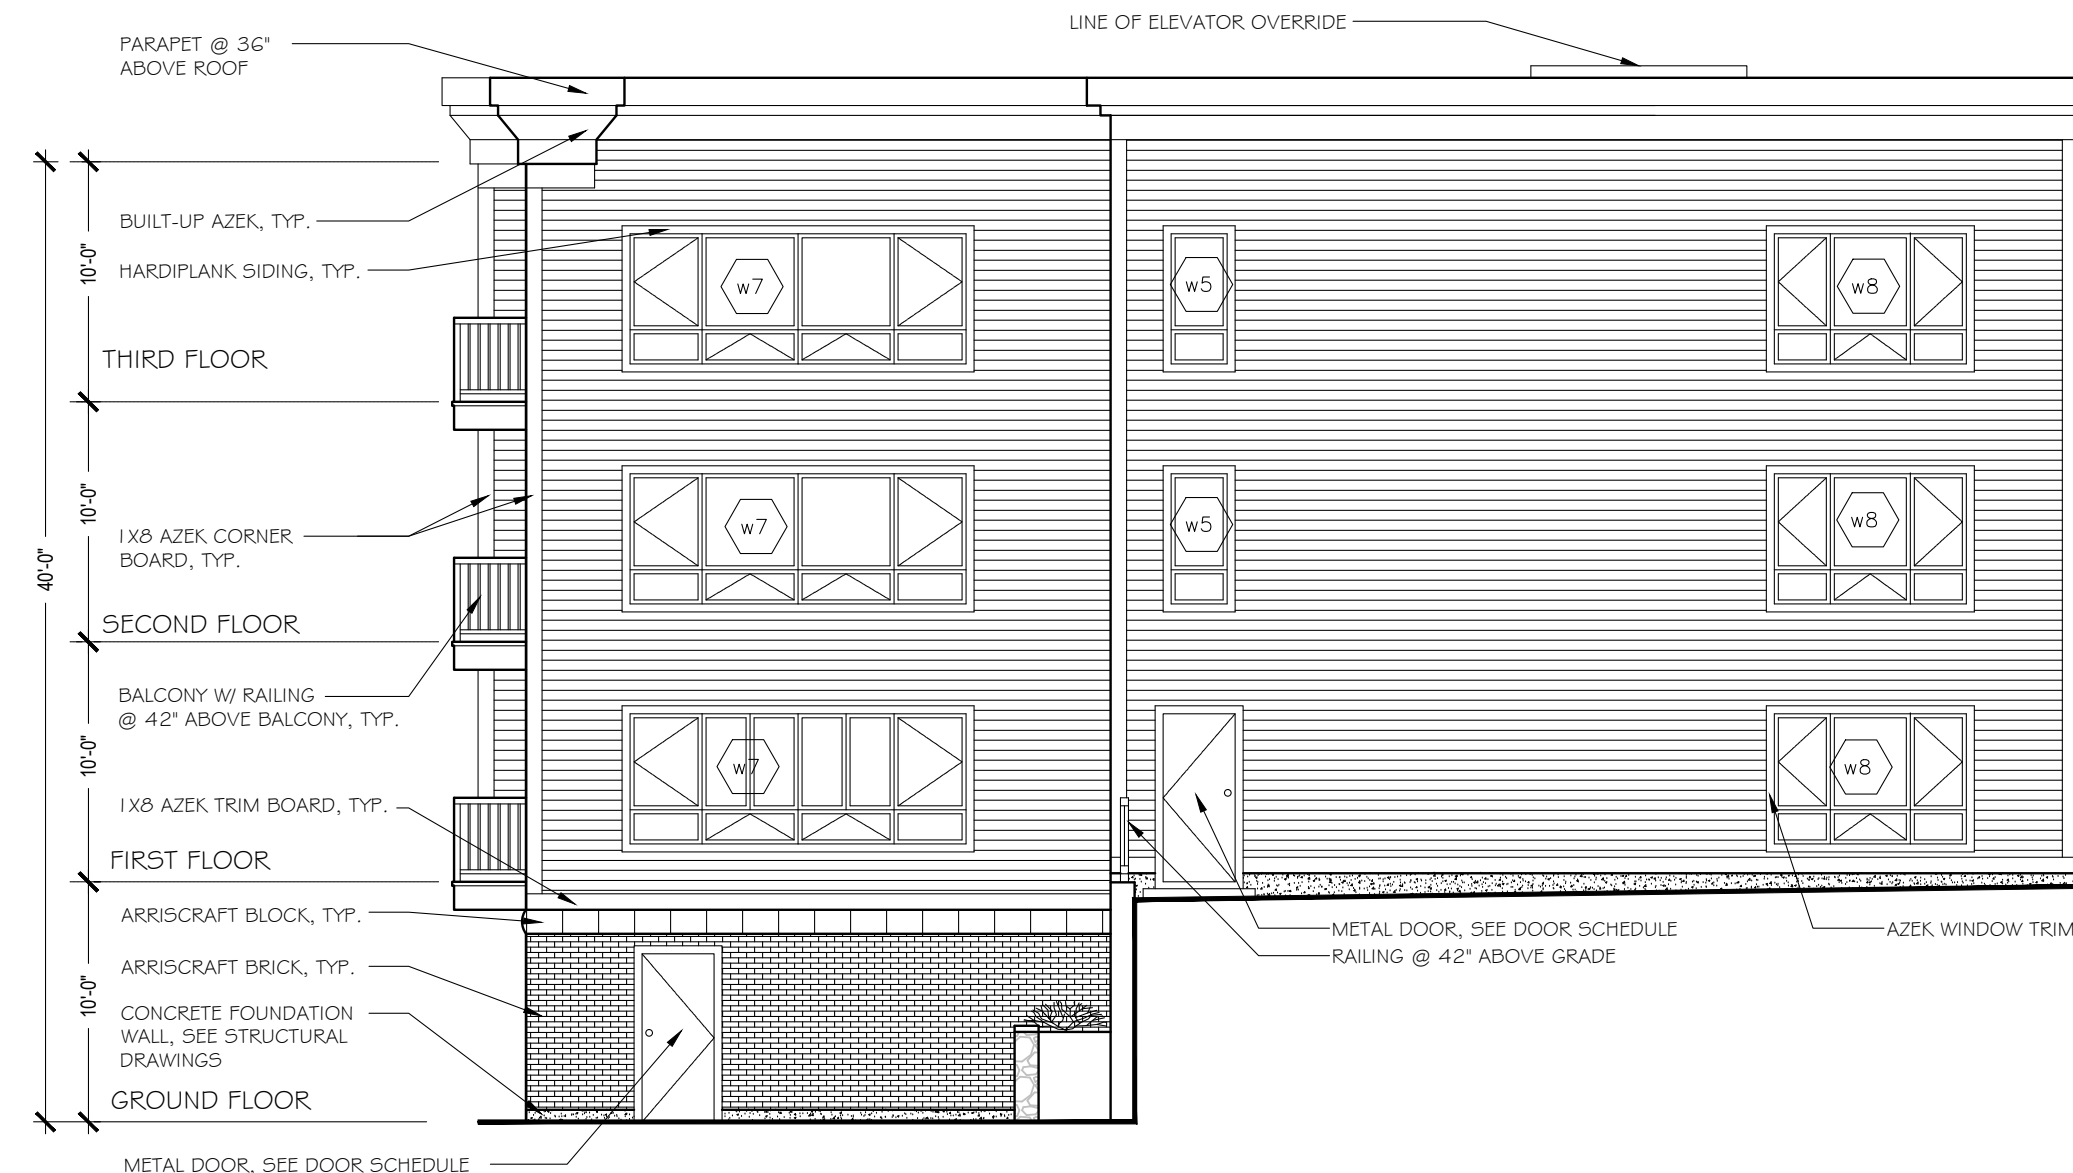 LINE OF ELEVATOR OVERRIDE
PARAPET @ 36"
ABOVE ROOF
BUILT-UP AZEK, TYP.
10'-0"
HARDIPLANK SIDING, TYP.
w7
w5
w8
THIRD FLOOR
10'-0"
1X8 AZEK CORNER
BOARD, TYP.
w7
w5
w8
40'-0"
SECOND FLOOR
BALCONY W/ RAILING
@ 42" ABOVE BALCONY, TYP.
10'-0"
w7
w8
1X8 AZEK TRIM BOARD, TYP.
FIRST FLOOR
ARRISCRAFT BLOCK, TYP.
METAL DOOR, SEE DOOR SCHEDULE
AZEK WINDOW TRIM
RAILING @ 42" ABOVE GRADE
ARRISCRAFT BRICK, TYP.
10'-0"
CONCRETE FOUNDATION
WALL, SEE STRUCTURAL
DRAWINGS
GROUND FLOOR
METAL DOOR, SEE DOOR SCHEDULE